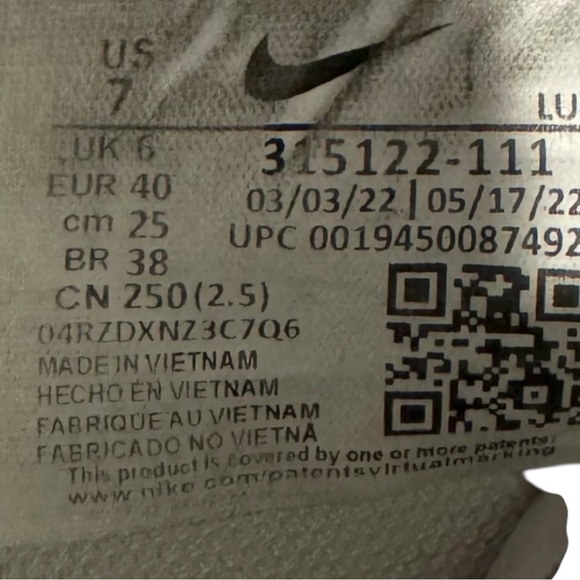 US
7
LU
UK 6
315122-111
EUR 40
03/03/22 | 05/17/22
cm 25
UPC 0019450087492
BR 38
CN 250 (2.5)
04RZDXNZ3C7Q6
MADE IN VIETNAM
HECHO EN VIETNAM
FABRIQUE AU VIETNAM
FABRICADO NO VIETNÃ
This product is covered by one or more patents:
www.nike.com/patentsvirtualmarking